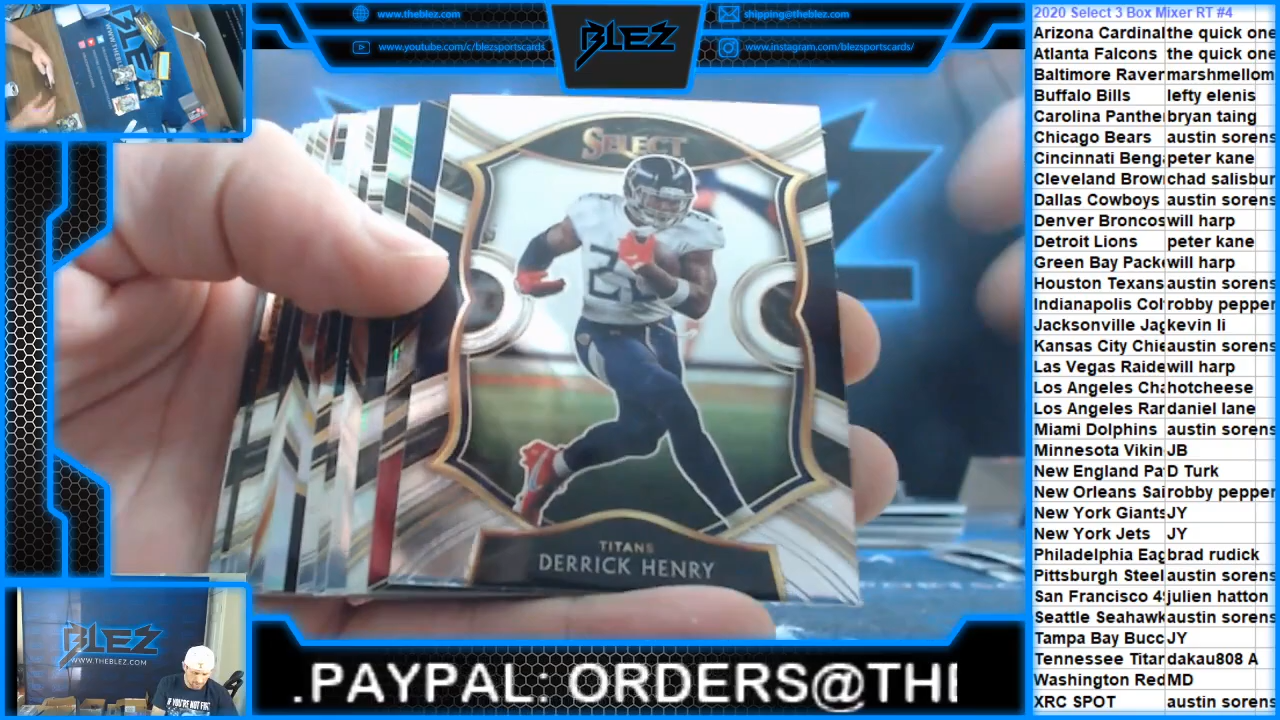 www.theblez.com
www.youtube.com/c/blezsportscards
BLEZ
shipping@theblez.com
www.instagram.com/blezsportscards/
SELECT
TITANS
DERRICK HENRY
BLEZ
WWW.THEBLEZ.COM
.PAYPAL: ORDERS@THE
2020 Select 3 Box Mixer RT #4
Arizona Cardinal the quick one
Atlanta Falcons the quick one
Baltimore Raver marshmellom
Buffalo Bills lefty elenis
Carolina Panthe bryan taing
Chicago Bears austin sorens
Cincinnati Beng peter kane
Cleveland Brow chad salisbur
Dallas Cowboys austin sorens
Denver Broncos will harp
Detroit Lions peter kane
Green Bay Packe will harp
Houston Texans austin sorens
Indianapolis Col robby pepper
Jacksonville Jag kevin li
Kansas City Chie austin sorens
Las Vegas Raide will harp
Los Angeles Cha hotcheese
Los Angeles Ran daniel lane
Miami Dolphins austin sorens
Minnesota Vikin JB
New England Pa D Turk
New Orleans Sai robby pepper
New York Giants JY
New York Jets JY
Philadelphia Eag brad rudick
Pittsburgh Steel austin sorens
San Francisco 4 julien hatton
Seattle Seahawk austin sorens
Tampa Bay Bucc JY
Tennessee Titar dakau808 A
Washington Red MD
XRC SPOT austin sorens